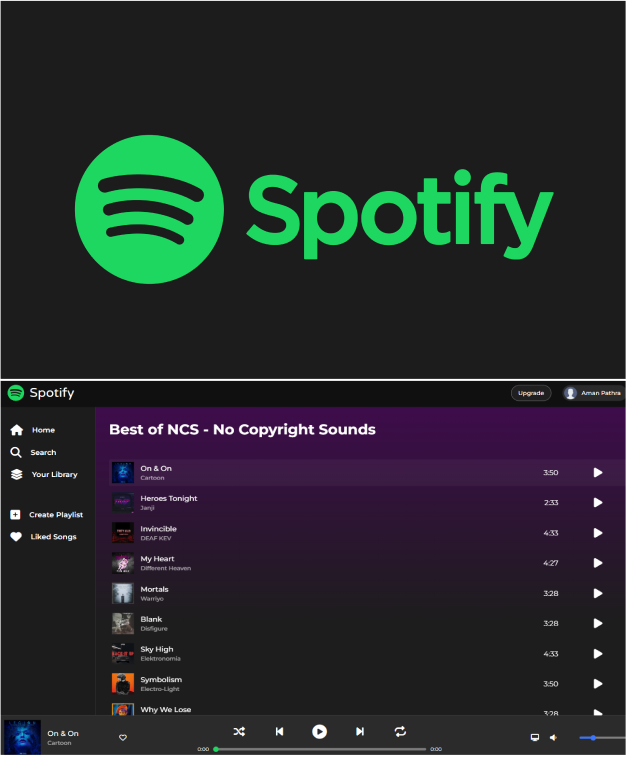 Spotify
Spotify
Upgrade
Aman Pathra
Home
Search
Your Library
Create Playlist
Liked Songs
Best of NCS - No Copyright Sounds
On & On
Cartoon
3:50
Heroes Tonight
Janji
2:33
Invincible
DEAF KEV
4:33
My Heart
Different Heaven
4:27
Mortals
Warriyo
3:28
Blank
Disfigure
3:28
Sky High
Elektronomia
4:33
Symbolism
Electro-Light
3:50
Why We Lose
3:28
On & On
Cartoon
0:00
0:00